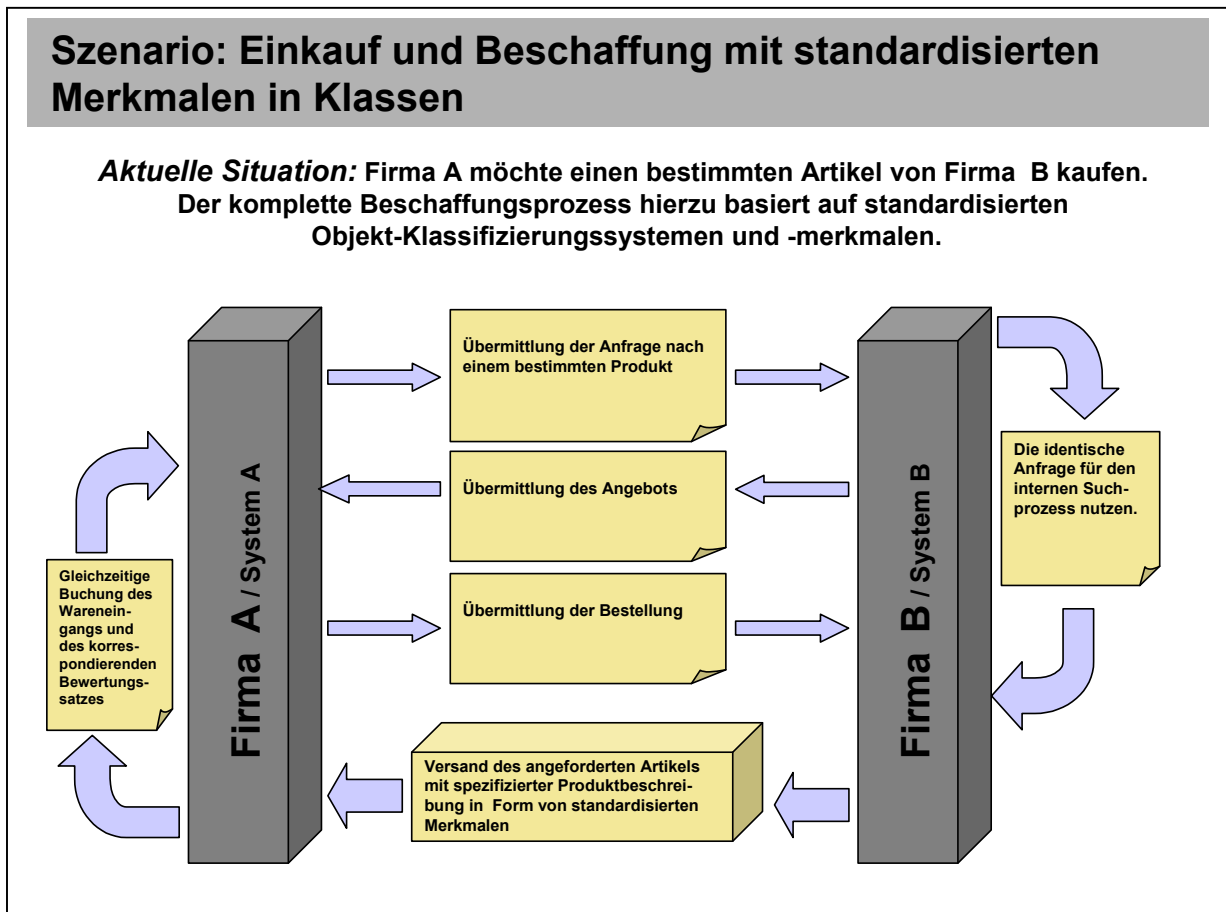 Szenario: Einkauf und Beschaffung mit standardisierten
Merkmalen in Klassen
Aktuelle Situation: Firma A möchte einen bestimmten Artikel von Firma B kaufen.
Der komplette Beschaffungsprozess hierzu basiert auf standardisierten
Objekt-Klassifizierungssystemen und -merkmalen.
Firma A / System A
Übermittlung der Anfrage nach
einem bestimmten Produkt
Firma B / System B
Die identische
Anfrage für den
internen Such-
prozess nutzen.
Übermittlung des Angebots
Übermittlung der Bestellung
Versand des angeforderten Artikels
mit spezifizierter Produktbeschrei-
bung in Form von standardisierten
Merkmalen
Gleichzeitige
Buchung des
Warenein-
gangs und
des korres-
pondierenden
Bewertungs-
satzes